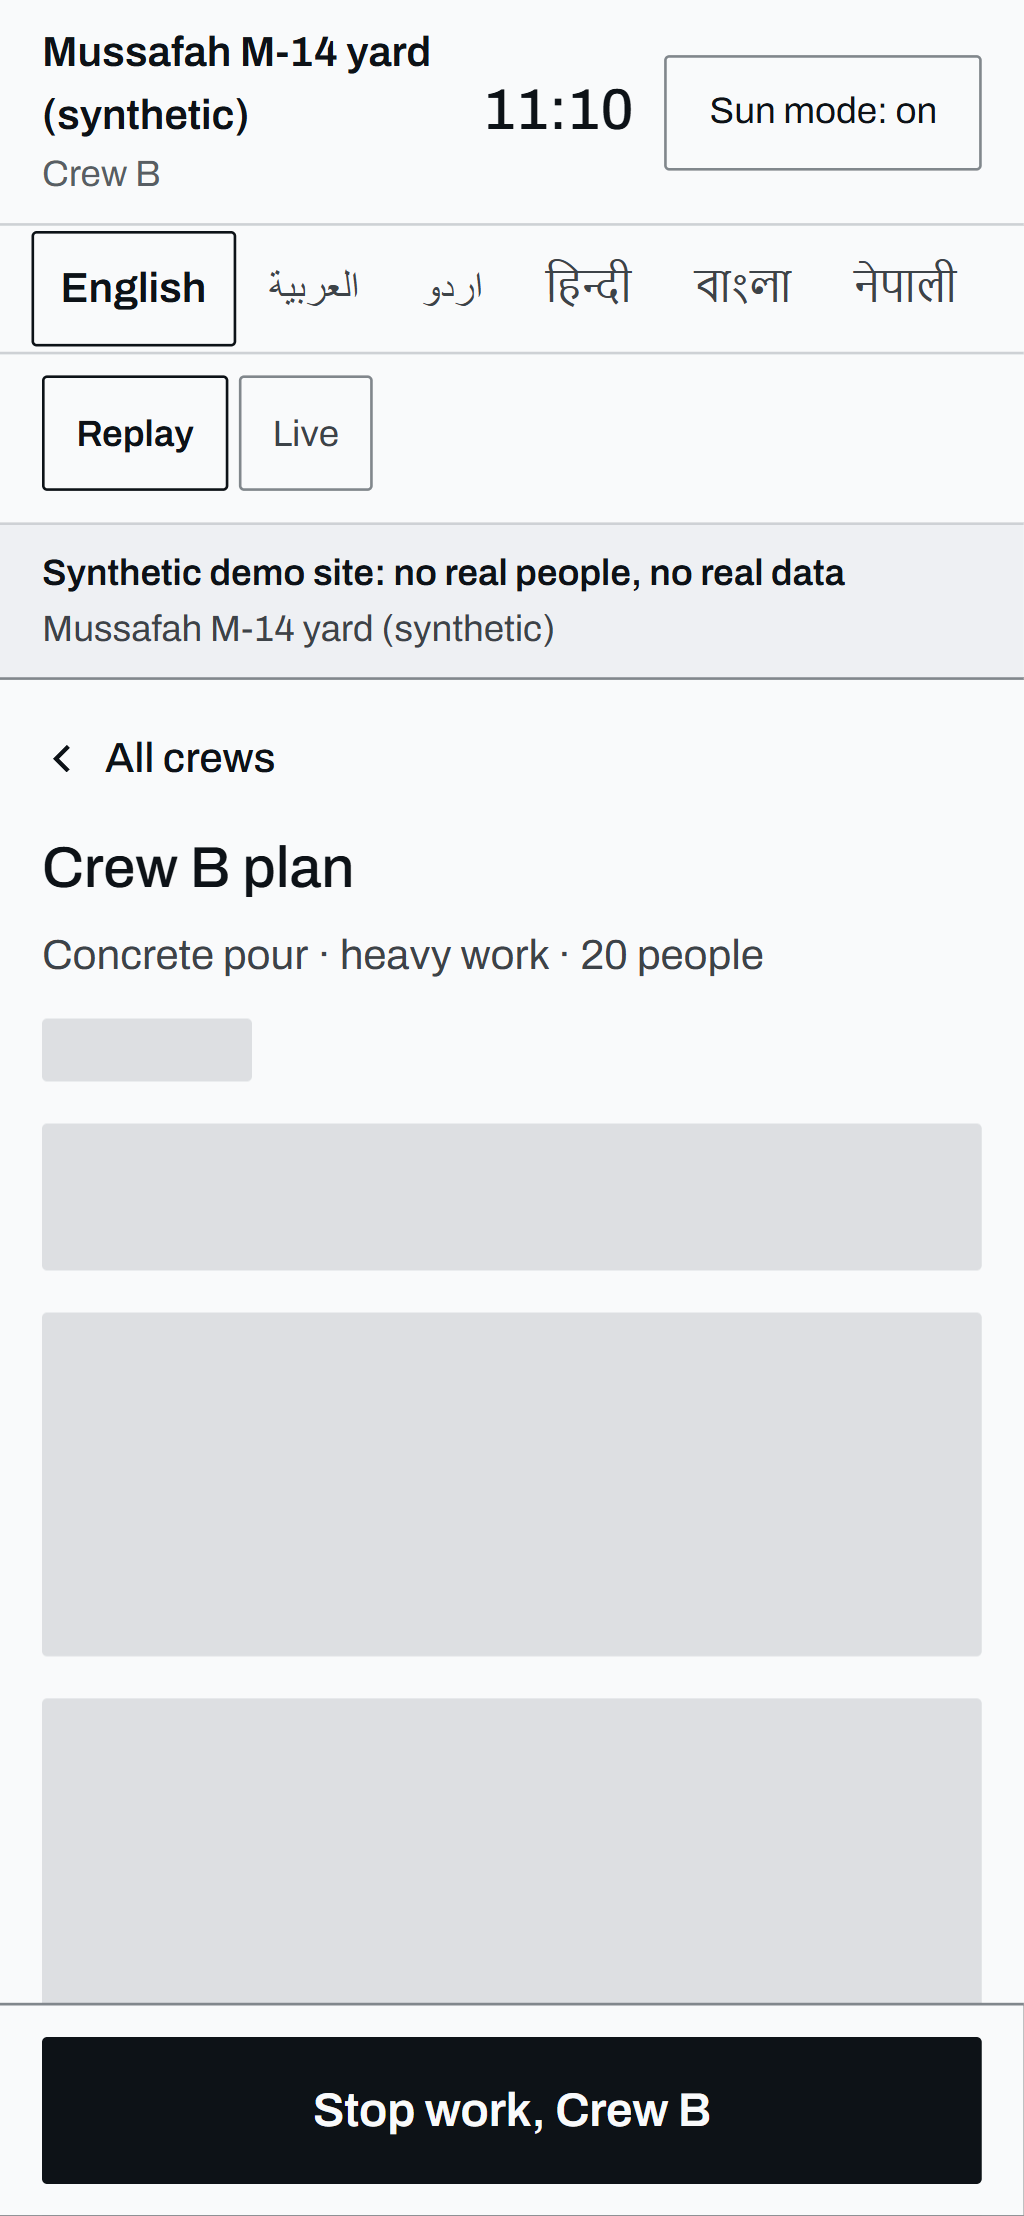 Mussafah M-14 yard
(synthetic)
Crew B
11:10
Sun mode: on
English العربية اردو हिन्दी বাংলা नेपाली
Replay Live
Synthetic demo site: no real people, no real data
Mussafah M-14 yard (synthetic)
All crews
Crew B plan
Concrete pour · heavy work · 20 people
Stop work, Crew B